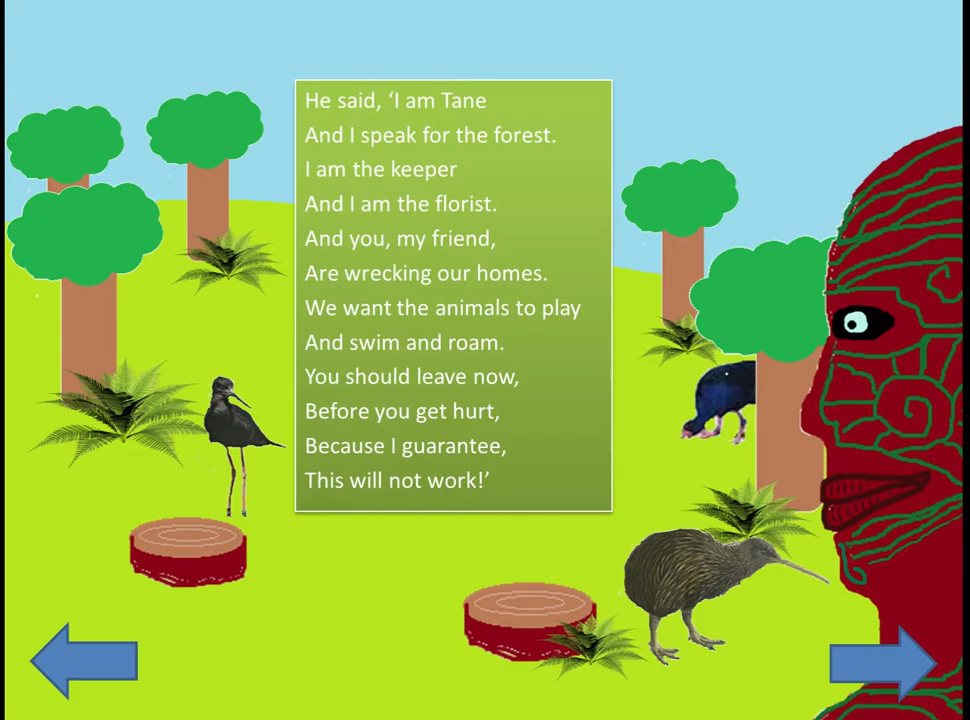 He said, ‘I am Tane
And I speak for the forest.
I am the keeper
And I am the florist.
And you, my friend,
Are wrecking our homes.
We want the animals to play
And swim and roam.
You should leave now,
Before you get hurt,
Because I guarantee,
This will not work!’